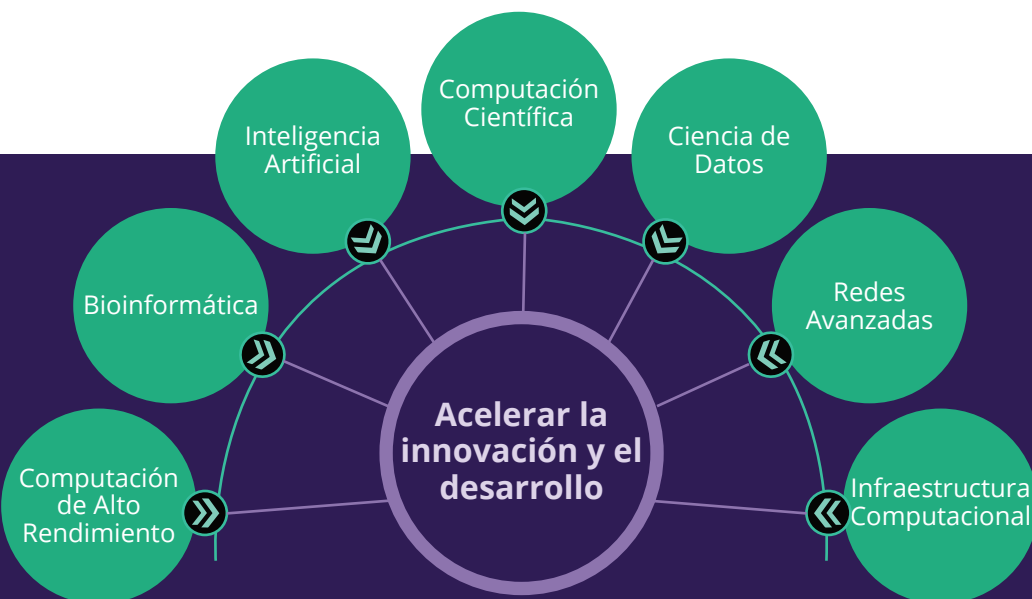 Computación
Científica
Inteligencia
Artificial
Ciencia de
Datos
Bioinformática
Redes
Avanzadas
Acelerar la
innovación y el
desarrollo
Computación
de Alto
Rendimiento
Infraestructura
Computacional